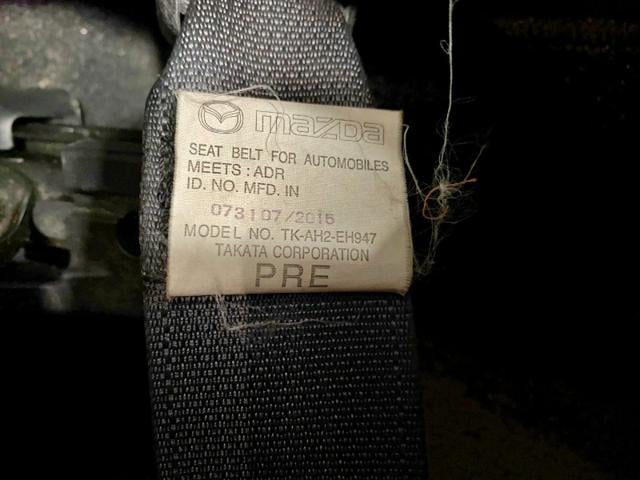 mazda
SEAT BELT FOR AUTOMOBILES
MEETS : ADR
ID. NO. MFD. IN
073107/2015
MODEL NO. TK-AH2-EH947
TAKATA CORPORATION
PRE